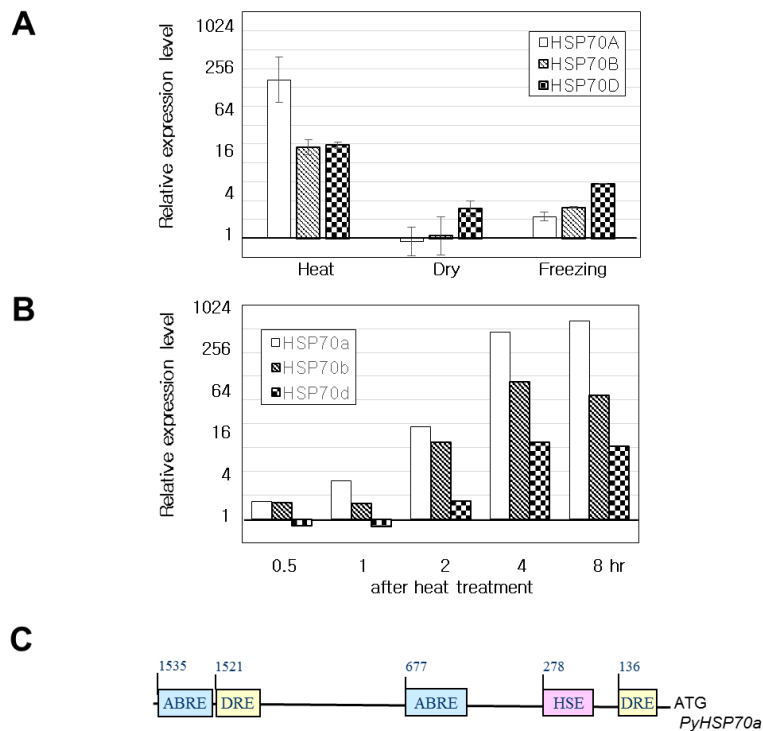 A
Relative expression level
1024
256
64
16
4
1
HSP70A
HSP70B
HSP70D
Heat Dry Freezing
B
Relative expression level
1024
256
64
16
4
1
HSP70a
HSP70b
HSP70d
0.5 1 2 4 8 hr
after heat treatment
C
1535 1521 677 278 136
ABRE DRE ABRE HSE DRE ATG
PyHSP70a